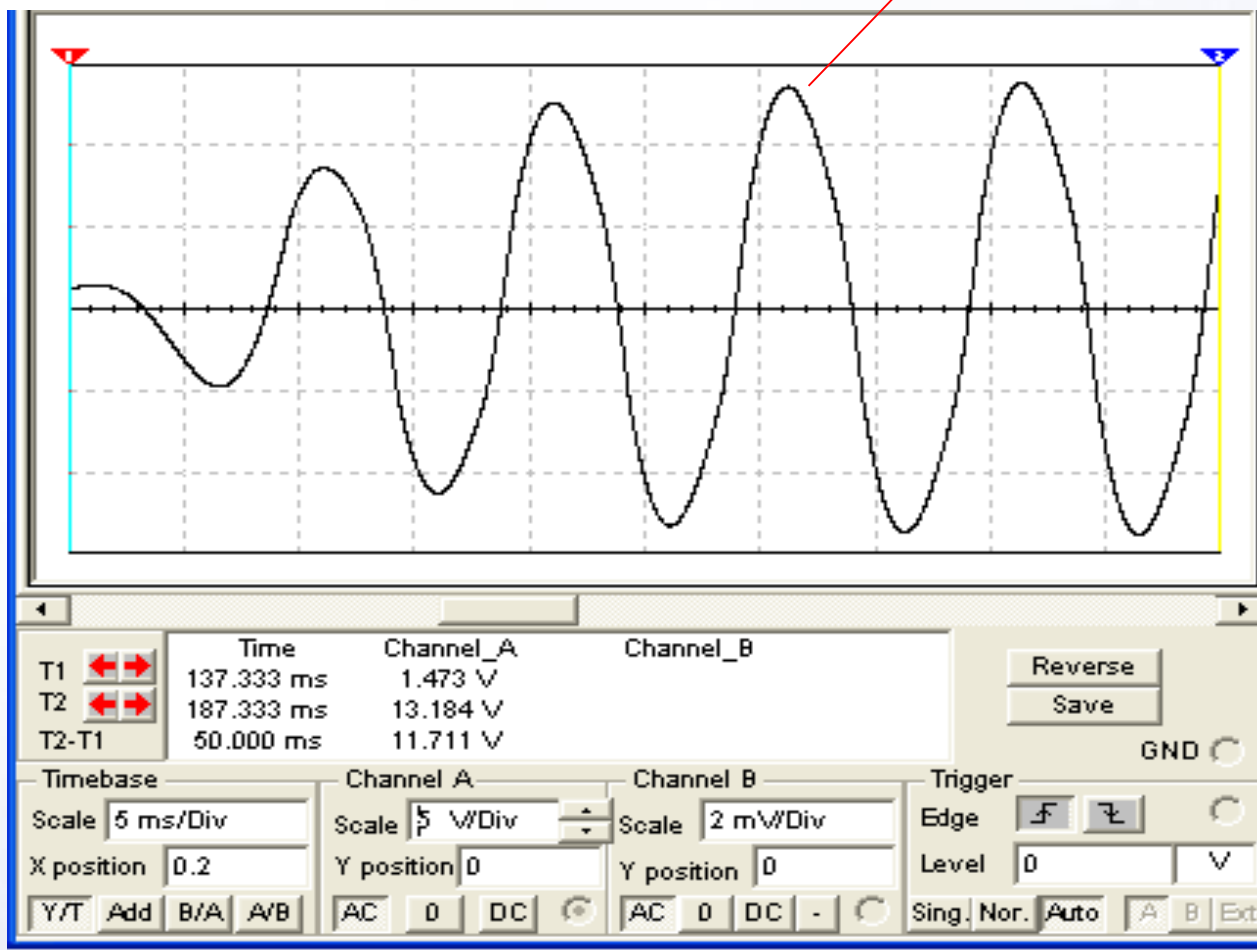 1 2
Time Channel_A Channel_B
T1 137.333 ms 1.473 V
T2 187.333 ms 13.184 V
T2-T1 50.000 ms 11.711 V
Reverse
Save
GND
Timebase Channel A Channel B Trigger
Scale 5 ms/Div Scale 5 V/Div Scale 2 mV/Div Edge
X position 0.2 Y position 0 Y position 0 Level 0 V
Y/T Add B/A A/B AC 0 DC AC 0 DC - Sing. Nor. Auto A B Ext